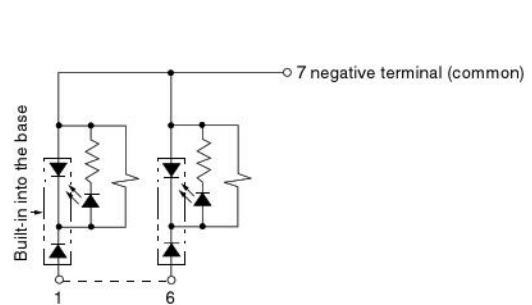 7 negative terminal (common)
Built-in into the base
1
6